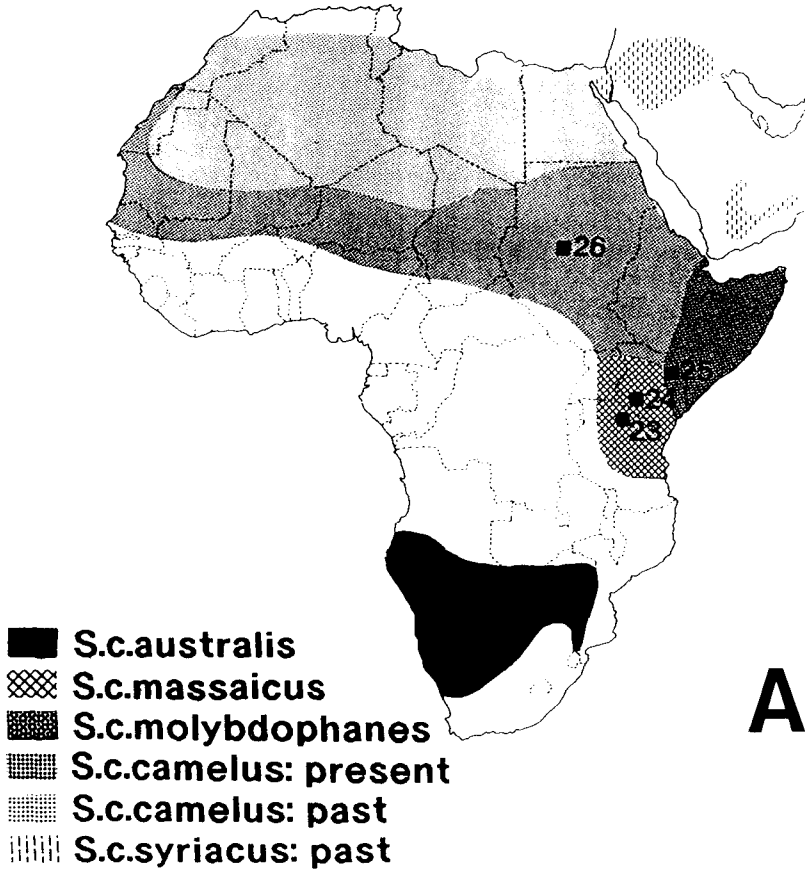 26
25
24
23
S.c.australis
S.c.massaicus
S.c.molybdophanes
S.c.camelus: present
S.c.camelus: past
S.c.syriacus: past
A